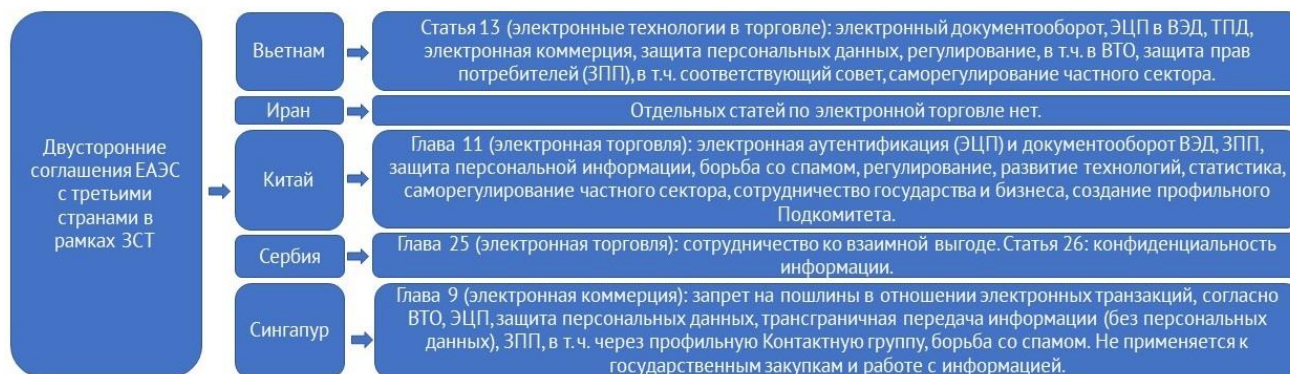 Двусторонние
соглашения ЕАЭС
с третьими
странами в
рамках ЗСТ
Вьетнам
Статья 13 (электронные технологии в торговле): электронный документооборот, ЭЦП в ВЭД, ТПД,
электронная коммерция, защита персональных данных, регулирование, в т.ч. в ВТО, защита прав
потребителей (ЗПП), в т.ч. соответствующий совет, саморегулирование частного сектора.
Иран
Отдельных статей по электронной торговле нет.
Китай
Глава 11 (электронная торговля): электронная аутентификация (ЭЦП) и документооборот ВЭД, ЗПП,
защита персональной информации, борьба со спамом, регулирование, развитие технологий, статистика,
саморегулирование частного сектора, сотрудничество государства и бизнеса, создание профильного
Подкомитета.
Сербия
Глава 25 (электронная торговля): сотрудничество ко взаимной выгоде. Статья 26: конфиденциальность
информации.
Сингапур
Глава 9 (электронная коммерция): запрет на пошлины в отношении электронных транзакций, согласно
ВТО, ЭЦП, защита персональных данных, трансграничная передача информации (без персональных
данных), ЗПП, в т.ч. через профильную Контактную группу, борьба со спамом. Не применяется к
государственным закупкам и работе с информацией.